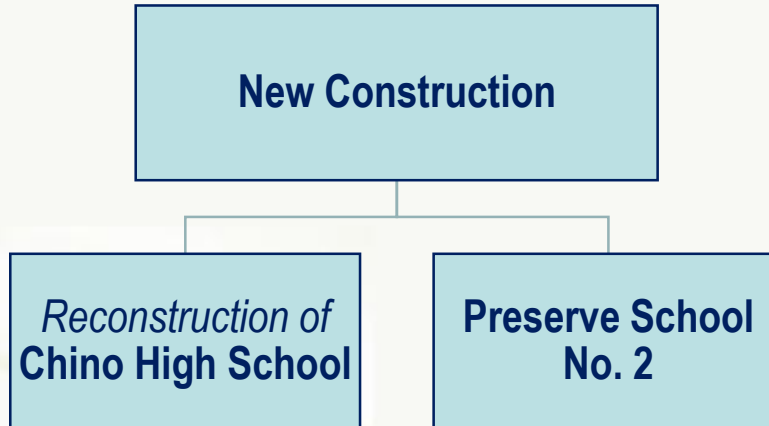 New Construction
Reconstruction of
Chino High School
Preserve School
No. 2